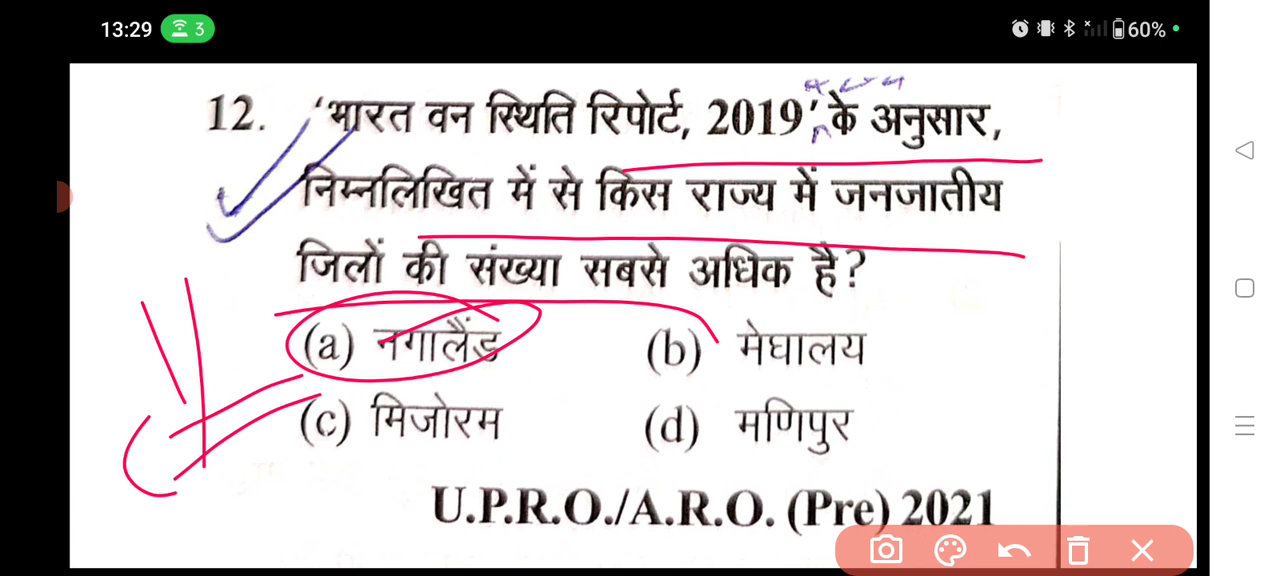 13:29 3 60%
12. 'भारत वन स्थिति रिपोर्ट, 2019' के अनुसार,
निम्नलिखित में से किस राज्य में जनजातीय
जिलों की संख्या सबसे अधिक है?
(a) नगालैंड (b) मेघालय
(c) मिजोरम (d) मणिपुर
U.P.R.O./A.R.O. (Pre) 2021